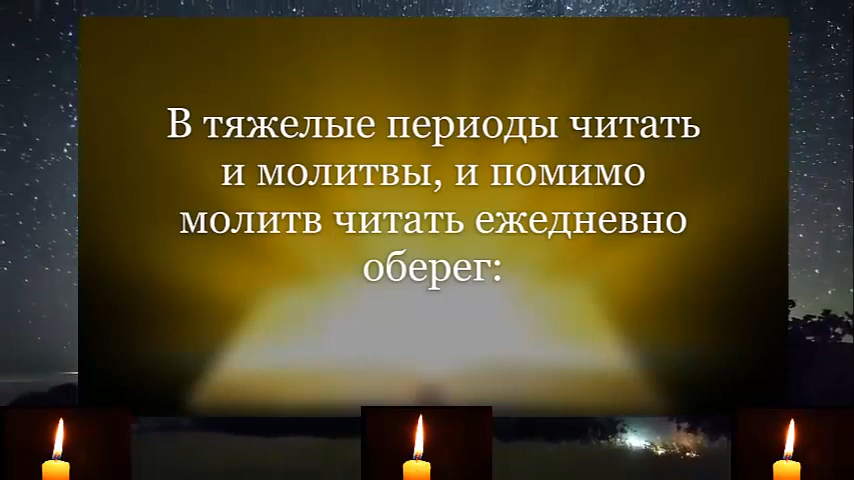 В тяжелые периоды читать
и молитвы, и помимо
молитв читать ежедневно
оберег: